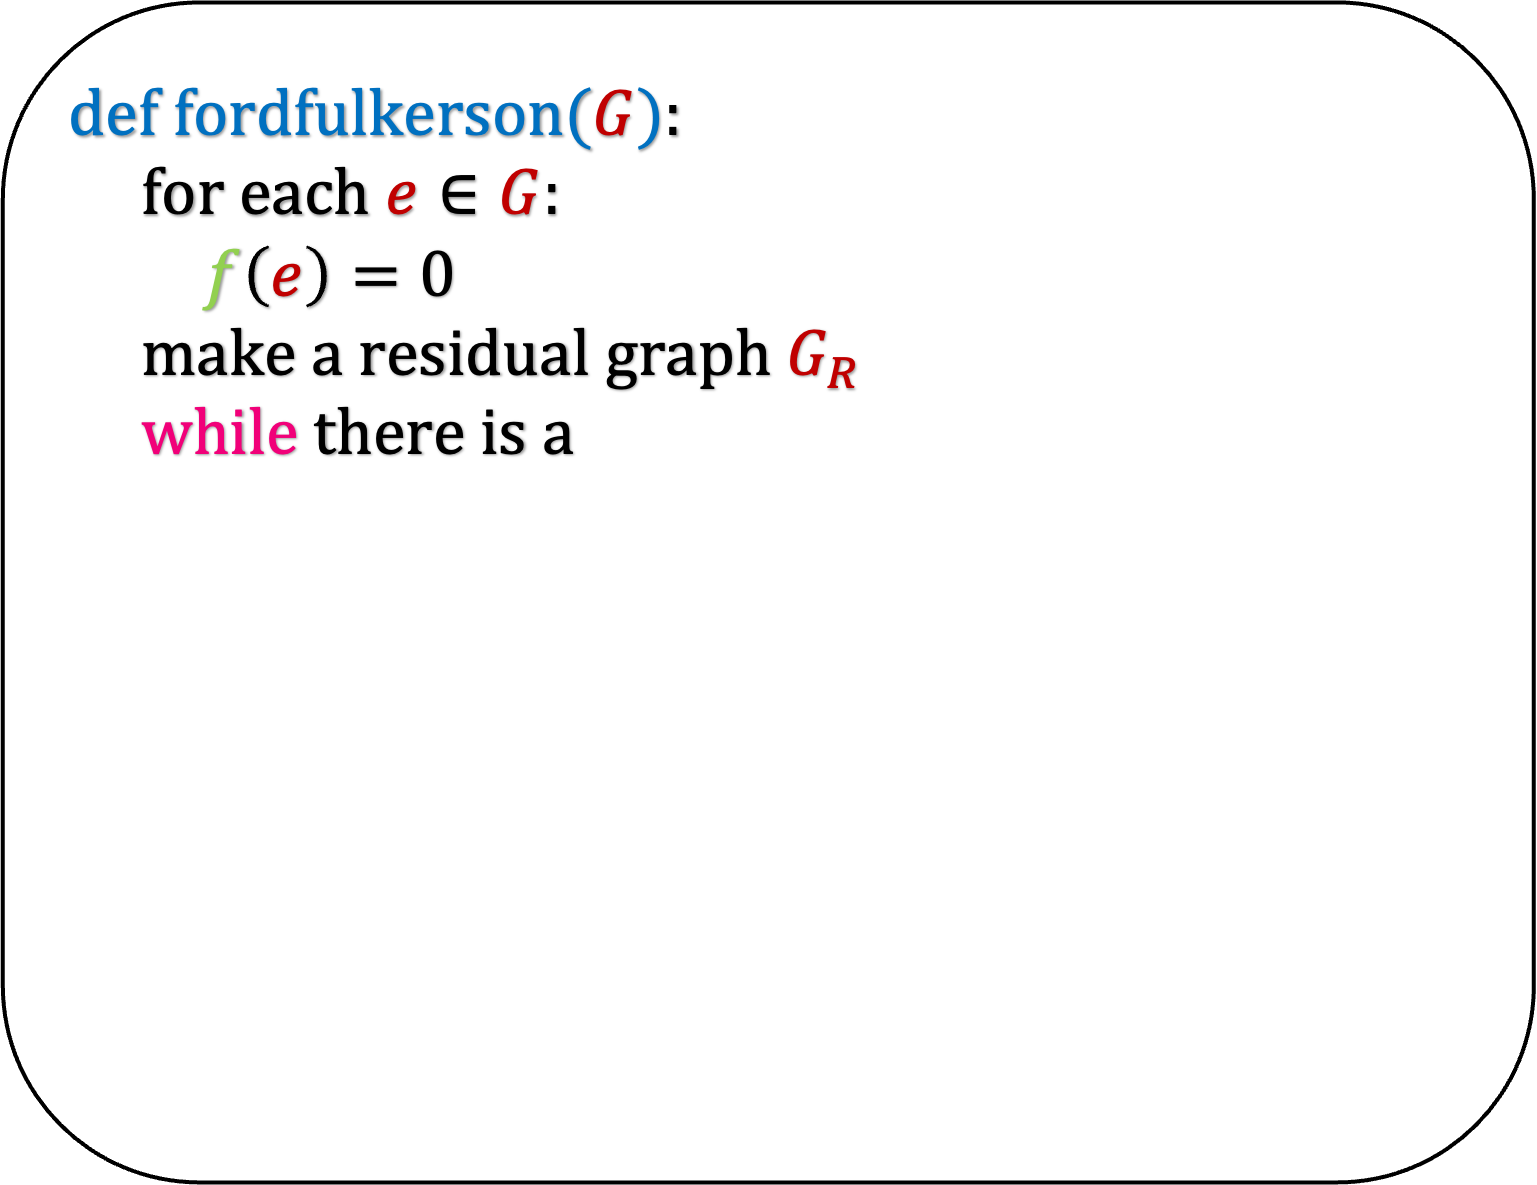 def fordfulkerson(G):
for each e ∈ G:
f(e) = 0
make a residual graph G_R
while there is a